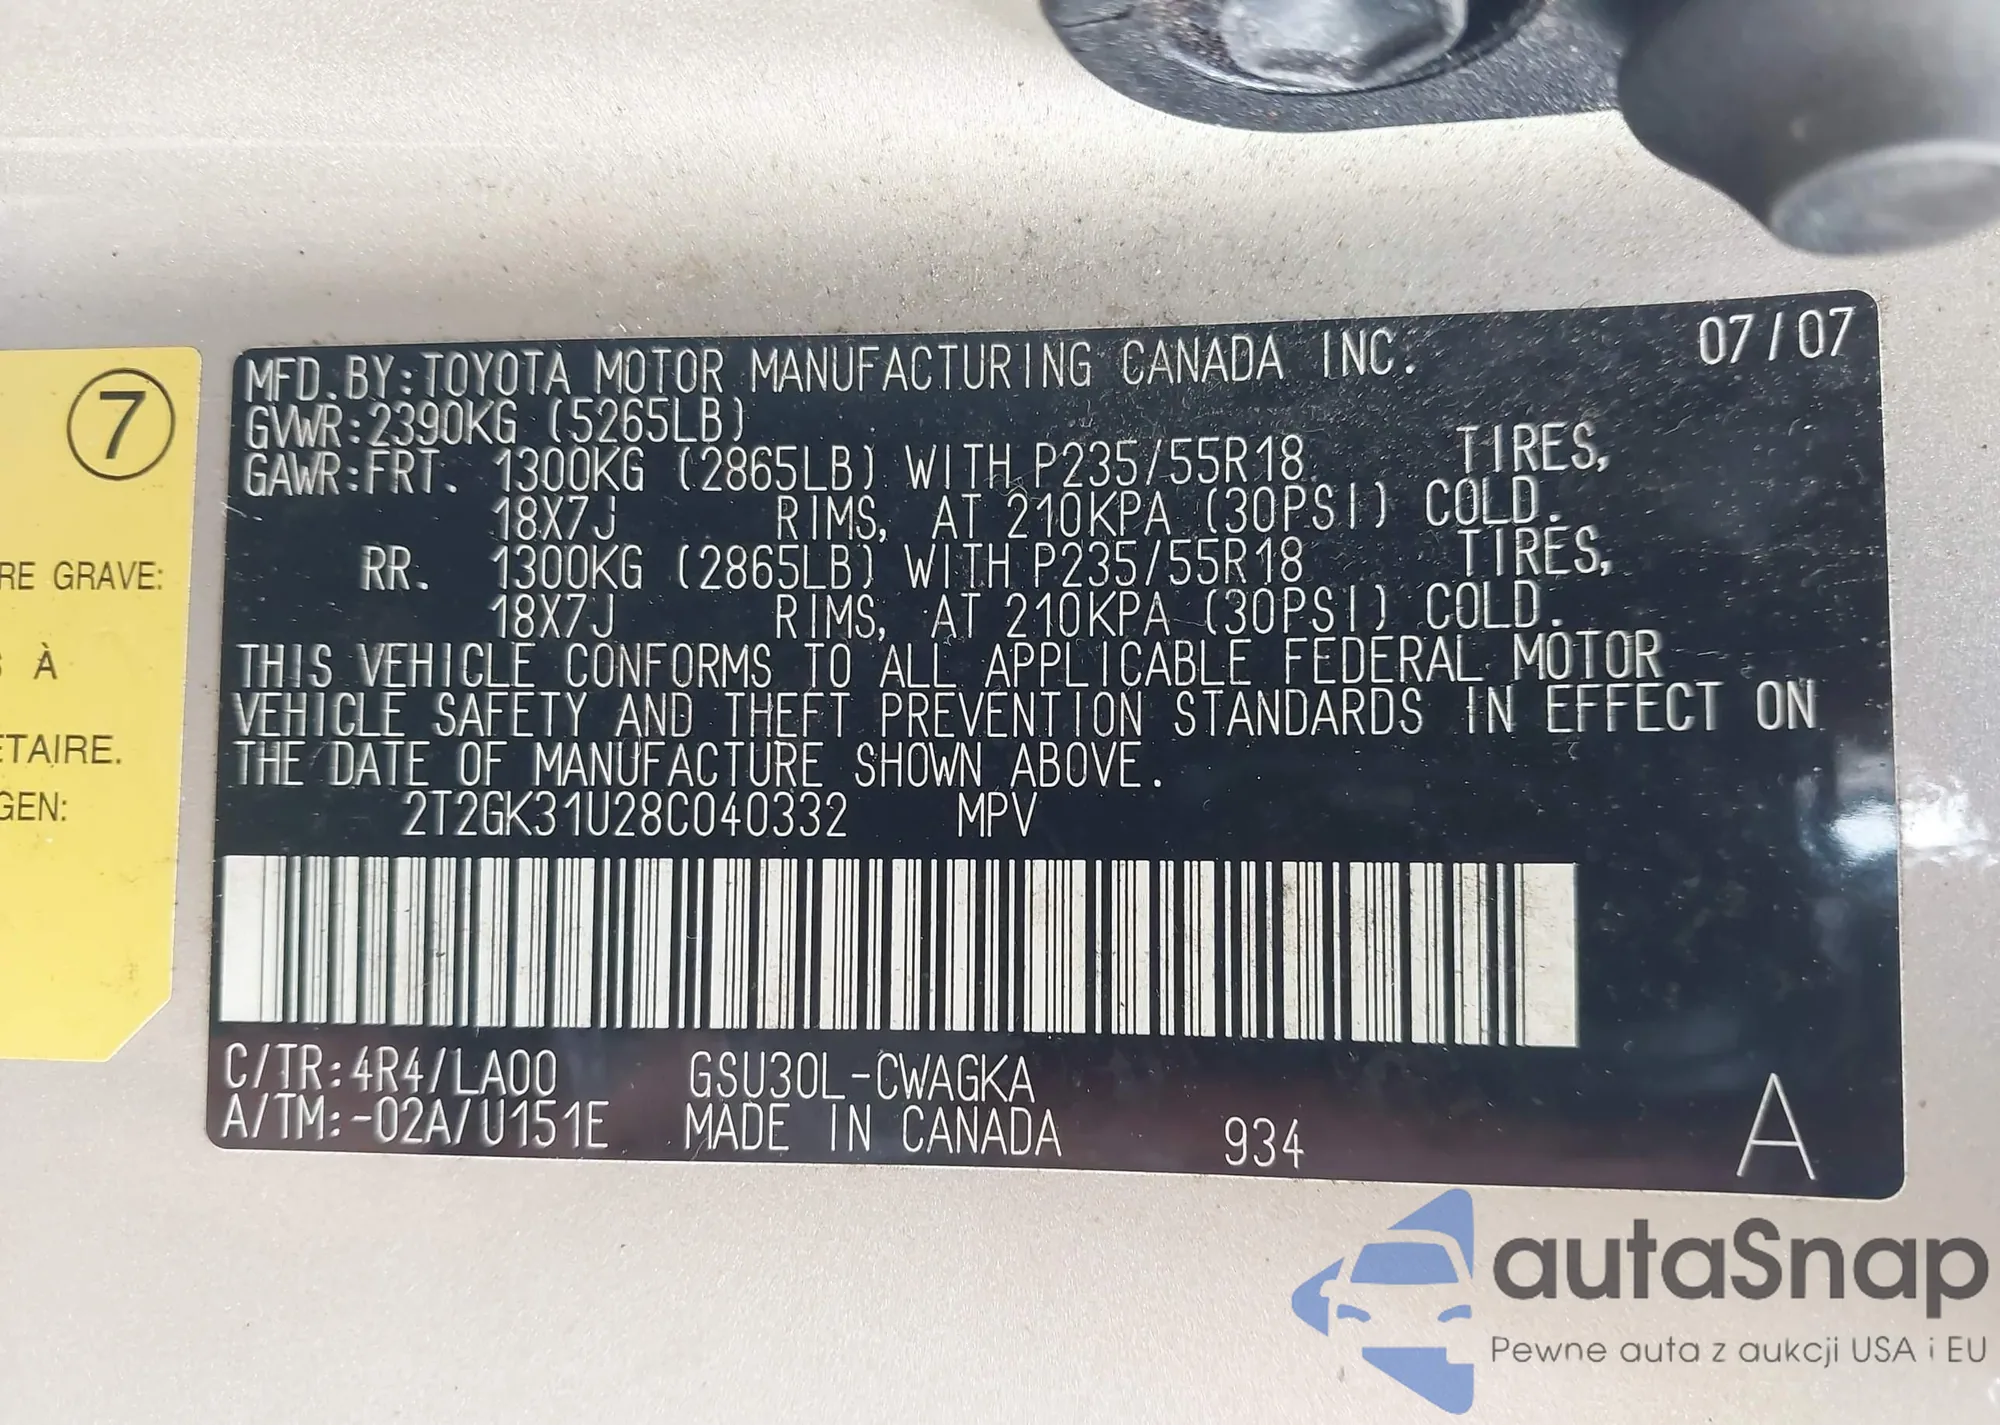 7
RE GRAVE:
S À
ÉTAIRE.
GEN:
MFD. BY: TOYOTA MOTOR MANUFACTURING CANADA INC. 07/07
GVWR: 2390KG (5265LB)
GAWR: FRT. 1300KG (2865LB) WITH P235/55R18 TIRES,
18X7J RIMS, AT 210KPA (30PSI) COLD.
RR. 1300KG (2865LB) WITH P235/55R18 TIRES,
18X7J RIMS, AT 210KPA (30PSI) COLD.
THIS VEHICLE CONFORMS TO ALL APPLICABLE FEDERAL MOTOR
VEHICLE SAFETY AND THEFT PREVENTION STANDARDS IN EFFECT ON
THE DATE OF MANUFACTURE SHOWN ABOVE.
2T2GK31U28C040332 MPV
C/TR: 4R4/LA00 GSU30L-CWAGKA
A/TM: -02A/U151E MADE IN CANADA 934 A
autaSnap
Pewne auta z aukcji USA i EU